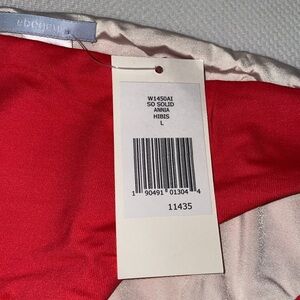 W1450AI
SO SOLID
ANNIA
HIBIS
L
1 90491 01304 4
11435